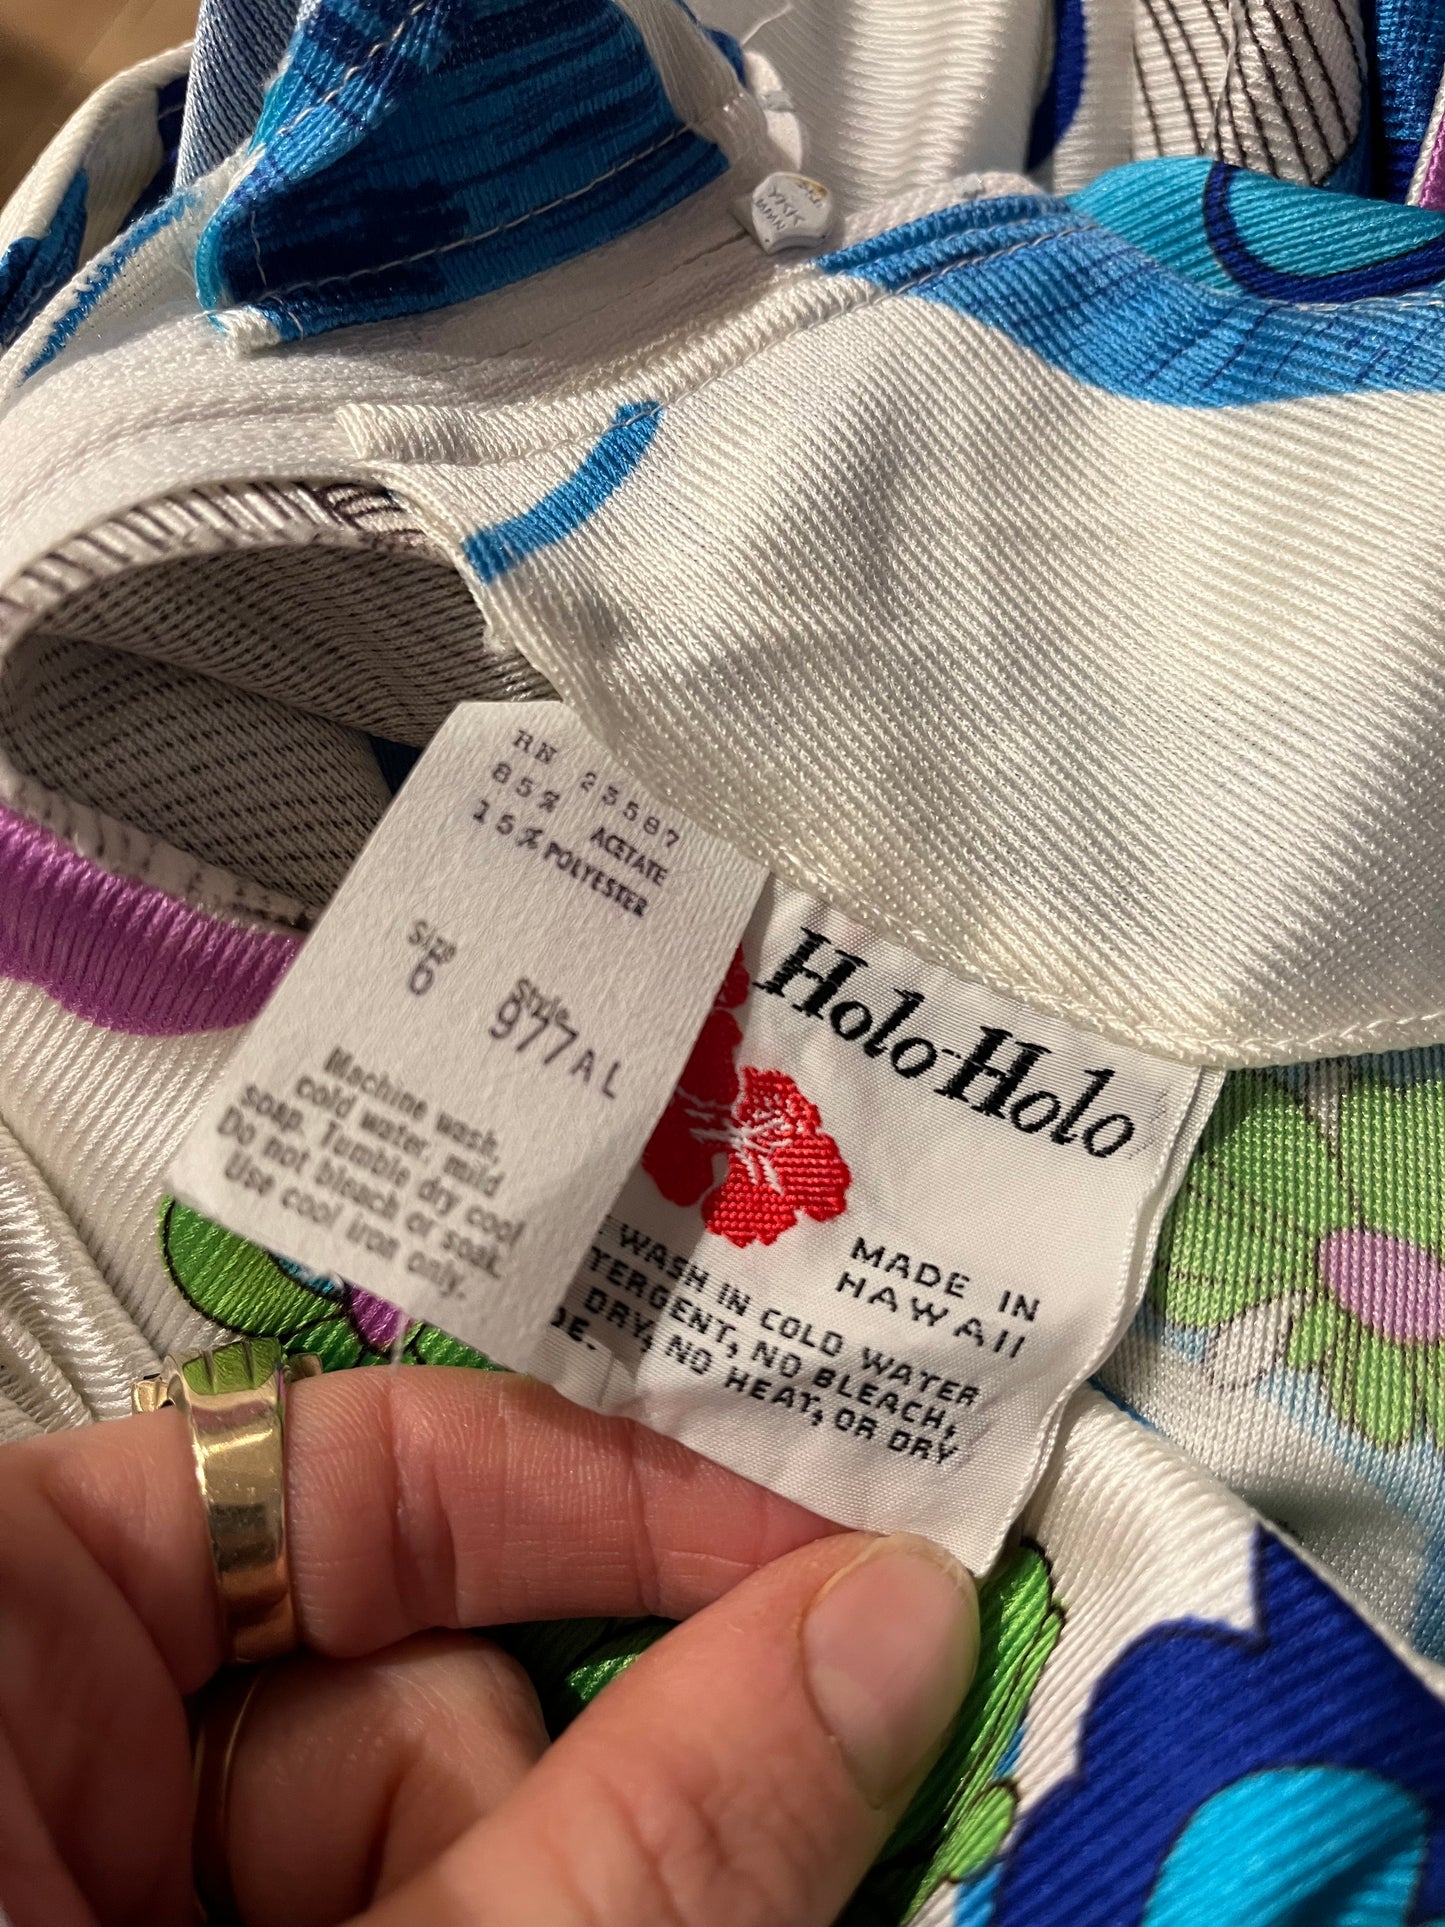 RN 23587
85% ACETATE
15% POLYESTER
Size
6
Style
977AL
Machine wash,
cold water, mild
soap. Tumble dry cool
Do not bleach or soak.
Use cool iron only.
Holo-Holo
MADE IN
HAWAII
WASH IN COLD WATER
TERGENT, NO BLEACH,
DRY, NO HEAT, OR DRY
DE.